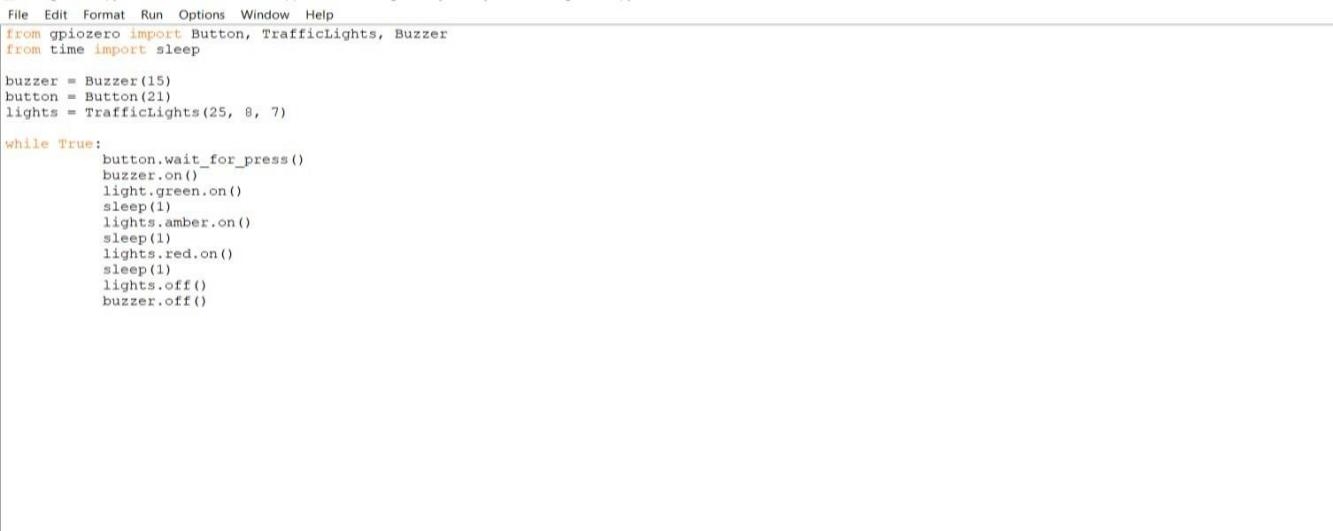 File Edit Format Run Options Window Help
from gpiozero import Button, TrafficLights, Buzzer
from time import sleep
buzzer = Buzzer(15)
button = Button(21)
lights = TrafficLights(25, 8, 7)
while True:
button.wait_for_press()
buzzer.on()
light.green.on()
sleep(1)
lights.amber.on()
sleep(1)
lights.red.on()
sleep(1)
lights.off()
buzzer.off()